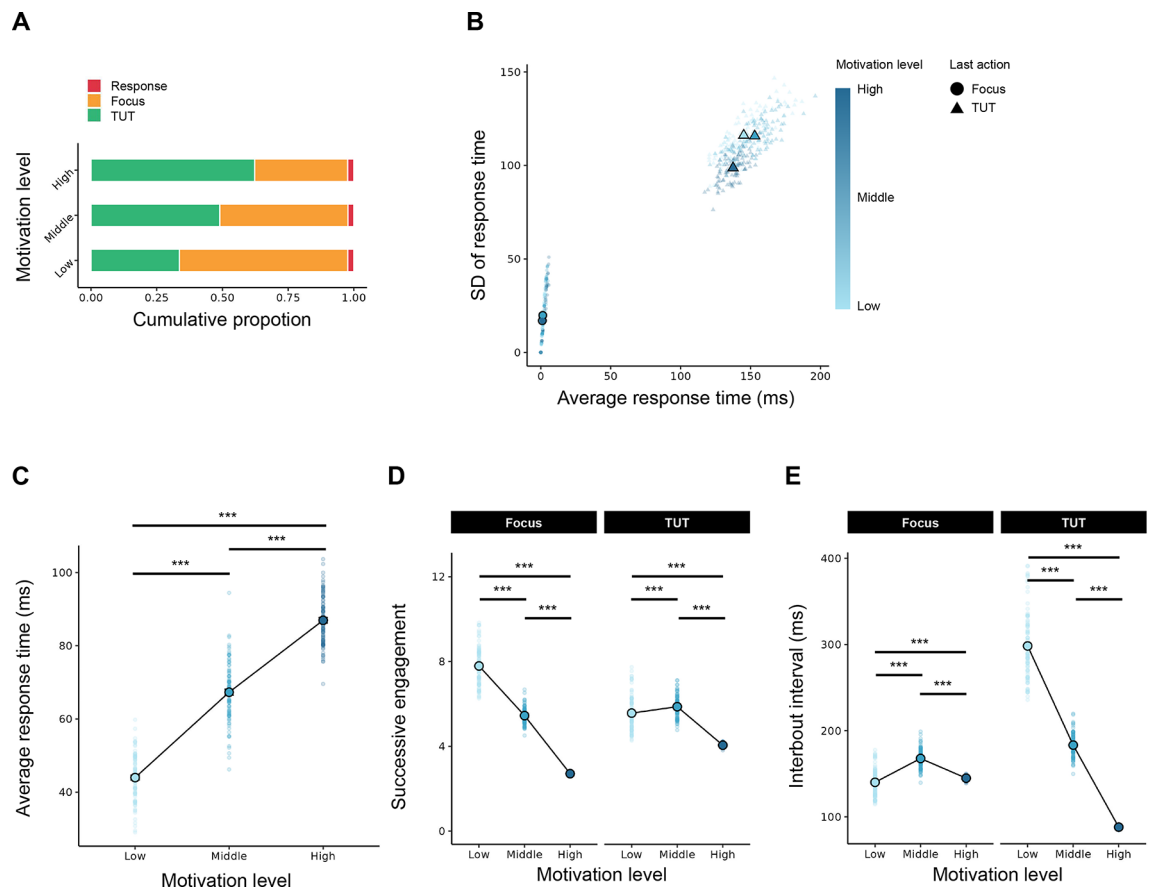 A
Response
Focus
TUT
Motivation level
High
Middle
Low
0.00 0.25 0.50 0.75 1.00
Cumulative propotion
B
SD of response time
150
100
50
0
0 50 100 150 200
Average response time (ms)
Motivation level
High
Middle
Low
Last action
Focus
TUT
C
Average response time (ms)
100
80
60
40
***
***
***
Low Middle High
Motivation level
D
Focus TUT
Successive engagement
12
8
4
0
*** ***
*** ***
*** ***
Low Middle High Low Middle High
Motivation level
E
Focus TUT
Interbout interval (ms)
400
300
200
100
***
***
***
***
***
***
Low Middle High Low Middle High
Motivation level